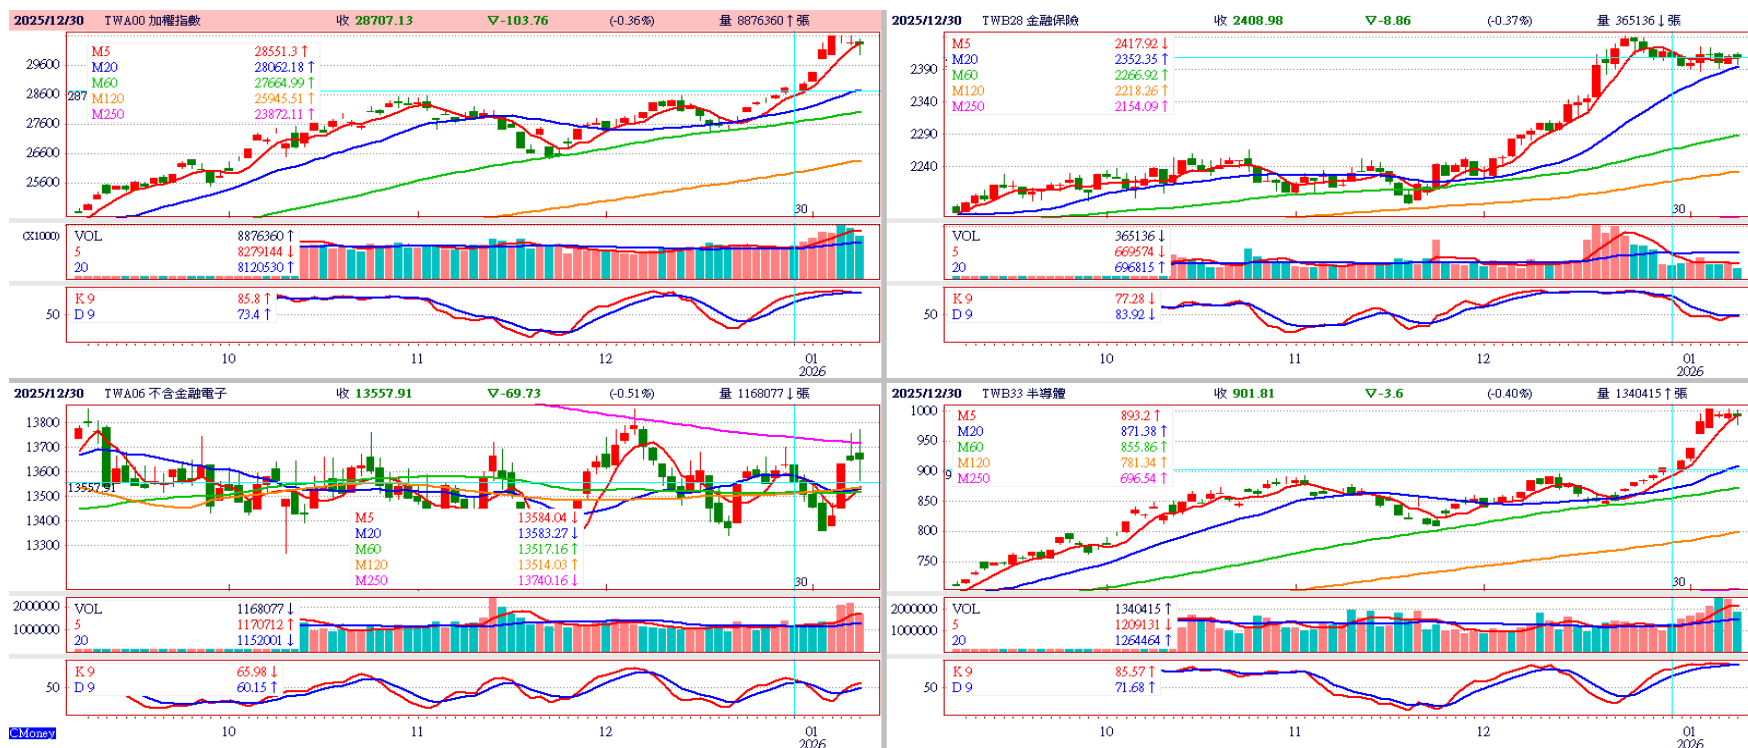 2025/12/30 TWA00 加權指數 收 28707.13 ▽-103.76 (-0.36%) 量 8876360↑張
M5 28551.3↑
M20 28062.18↑
M60 27664.99↑
M120 25945.51↑
M250 23872.11↑
29600
28600
27600
26600
25600
287
30
(X1000)
VOL 8876360↑
5 8279144↓
20 8120530↑
K 9 85.8↑
D 9 73.4↑
50
10 11 12 01
2026
2025/12/30 TWB28 金融保險 收 2408.98 ▽-8.86 (-0.37%) 量 365136↓張
M5 2417.92↓
M20 2352.35↑
M60 2266.92↑
M120 2218.26↑
M250 2154.09↑
2390
2340
2290
2240
30
VOL 365136↓
5 669574↓
20 696815↑
K 9 77.28↓
D 9 83.92↓
50
10 11 12 01
2026
2025/12/30 TWA06 不含金融電子 收 13557.91 ▽-69.73 (-0.51%) 量 1168077↓張
13800
13700
13600
13500
13400
13300
13557.91
M5 13584.04↓
M20 13583.27↓
M60 13517.16↑
M120 13514.03↑
M250 13740.16↓
30
2000000
1000000
VOL 1168077↓
5 1170712↑
20 1152001↓
K 9 65.98↓
D 9 60.15↑
50
10 11 12 01
2026
CMoney
2025/12/30 TWB33 半導體 收 901.81 ▽-3.6 (-0.40%) 量 1340415↑張
M5 893.2↑
M20 871.38↑
M60 855.86↑
M120 781.34↑
M250 696.54↑
1000
950
900
850
800
750
9
30
2000000
1000000
VOL 1340415↑
5 1209131↓
20 1264464↑
K 9 85.57↑
D 9 71.68↑
50
10 11 12 01
2026